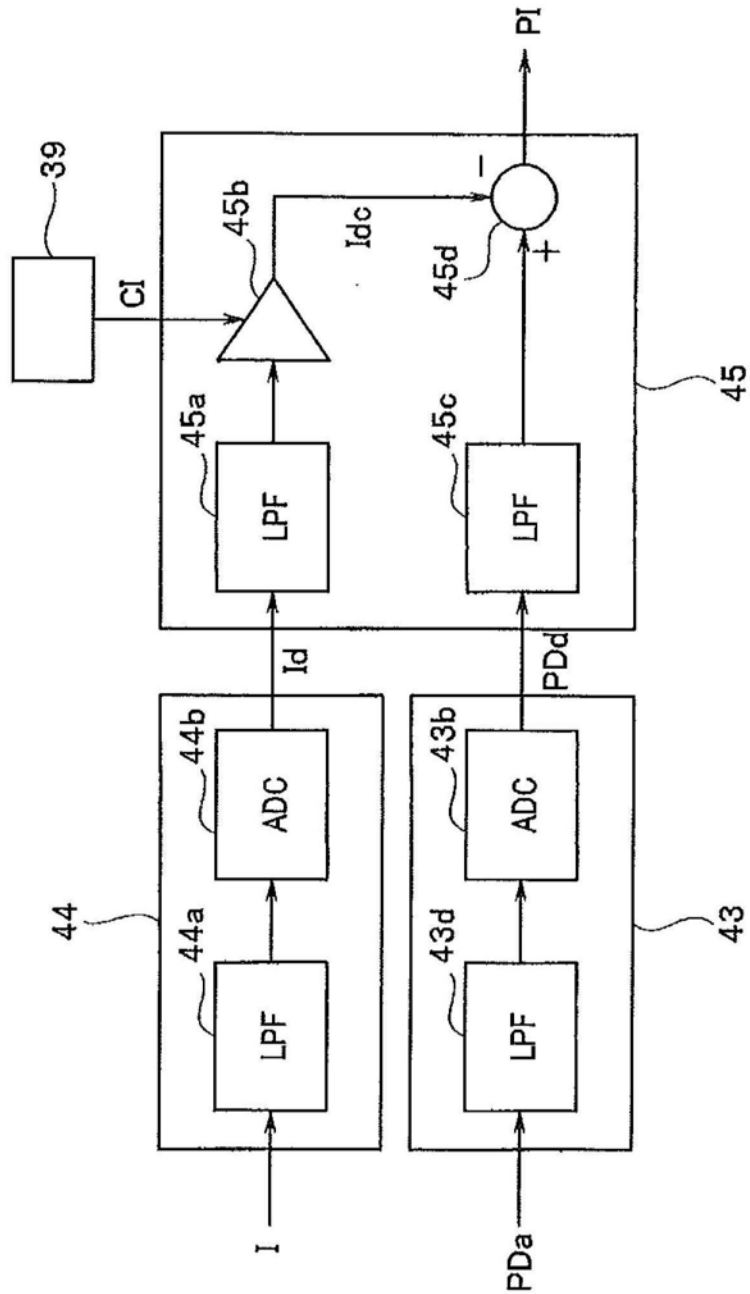 39
CI
44
44a
44b
45a
45b
LPF
ADC
LPF
I
Id
Idc
43d
43b
45c
45d
LPF
ADC
LPF
+
-
PDa
PDd
PI
43
45